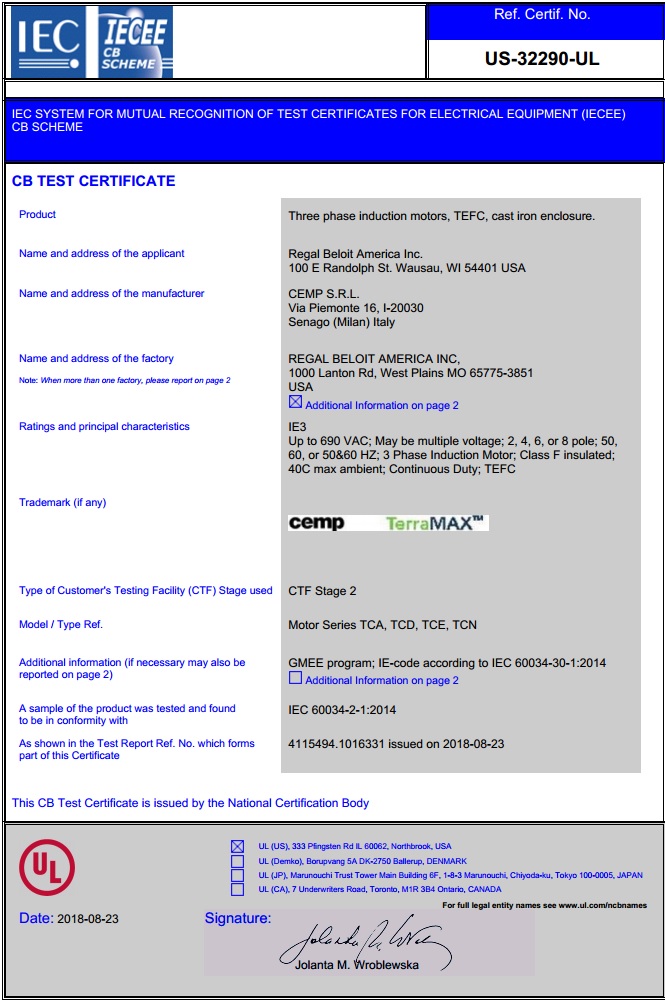 IEC
IECEE
CB
SCHEME
Ref. Certif. No.
US-32290-UL
IEC SYSTEM FOR MUTUAL RECOGNITION OF TEST CERTIFICATES FOR ELECTRICAL EQUIPMENT (IECEE)
CB SCHEME
CB TEST CERTIFICATE
Product
Three phase induction motors, TEFC, cast iron enclosure.
Name and address of the applicant
Regal Beloit America Inc.
100 E Randolph St. Wausau, WI 54401 USA
Name and address of the manufacturer
CEMP S.R.L.
Via Piemonte 16, I-20030
Senago (Milan) Italy
Name and address of the factory
Note: When more than one factory, please report on page 2
REGAL BELOIT AMERICA INC,
1000 Lanton Rd, West Plains MO 65775-3851
USA
Additional Information on page 2
Ratings and principal characteristics
IE3
Up to 690 VAC; May be multiple voltage; 2, 4, 6, or 8 pole; 50,
60, or 50&60 HZ; 3 Phase Induction Motor; Class F insulated;
40C max ambient; Continuous Duty; TEFC
Trademark (if any)
cemp TerraMAX™
Type of Customer's Testing Facility (CTF) Stage used
CTF Stage 2
Model / Type Ref.
Motor Series TCA, TCD, TCE, TCN
Additional information (if necessary may also be
reported on page 2)
GMEE program; IE-code according to IEC 60034-30-1:2014
Additional Information on page 2
A sample of the product was tested and found
to be in conformity with
IEC 60034-2-1:2014
As shown in the Test Report Ref. No. which forms
part of this Certificate
4115494.1016331 issued on 2018-08-23
This CB Test Certificate is issued by the National Certification Body
UL
UL (US), 333 Pfingsten Rd IL 60062, Northbrook, USA
UL (Demko), Borupvang 5A DK-2750 Ballerup, DENMARK
UL (JP), Marunouchi Trust Tower Main Building 6F, 1-8-3 Marunouchi, Chiyoda-ku, Tokyo 100-0005, JAPAN
UL (CA), 7 Underwriters Road, Toronto, M1R 3B4 Ontario, CANADA
For full legal entity names see www.ul.com/ncbnames
Date: 2018-08-23
Signature:
Jolanta M. Wroblewska